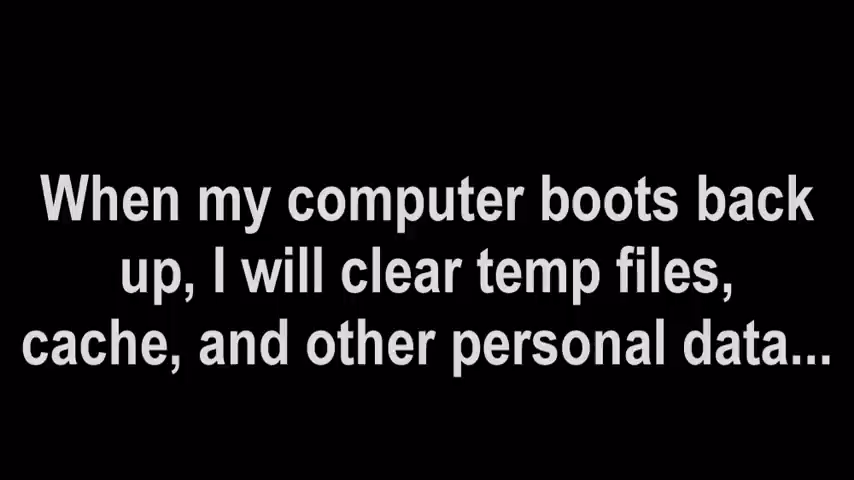 When my computer boots back
up, I will clear temp files,
cache, and other personal data...